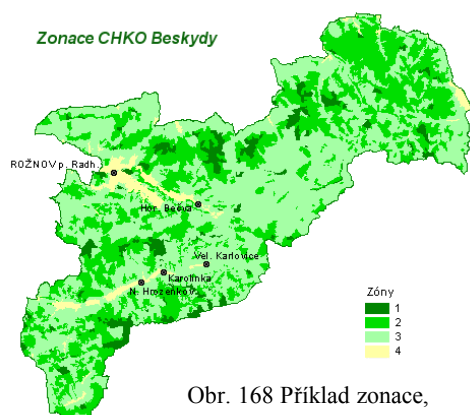 Zonace CHKO Beskydy
ROŽNOV p. Radh.
Hor. Bečva
Vel. Karlovice
Karolinka
N. Hrozenkov
Zóny
1
2
3
4
Obr. 168 Příklad zonace,